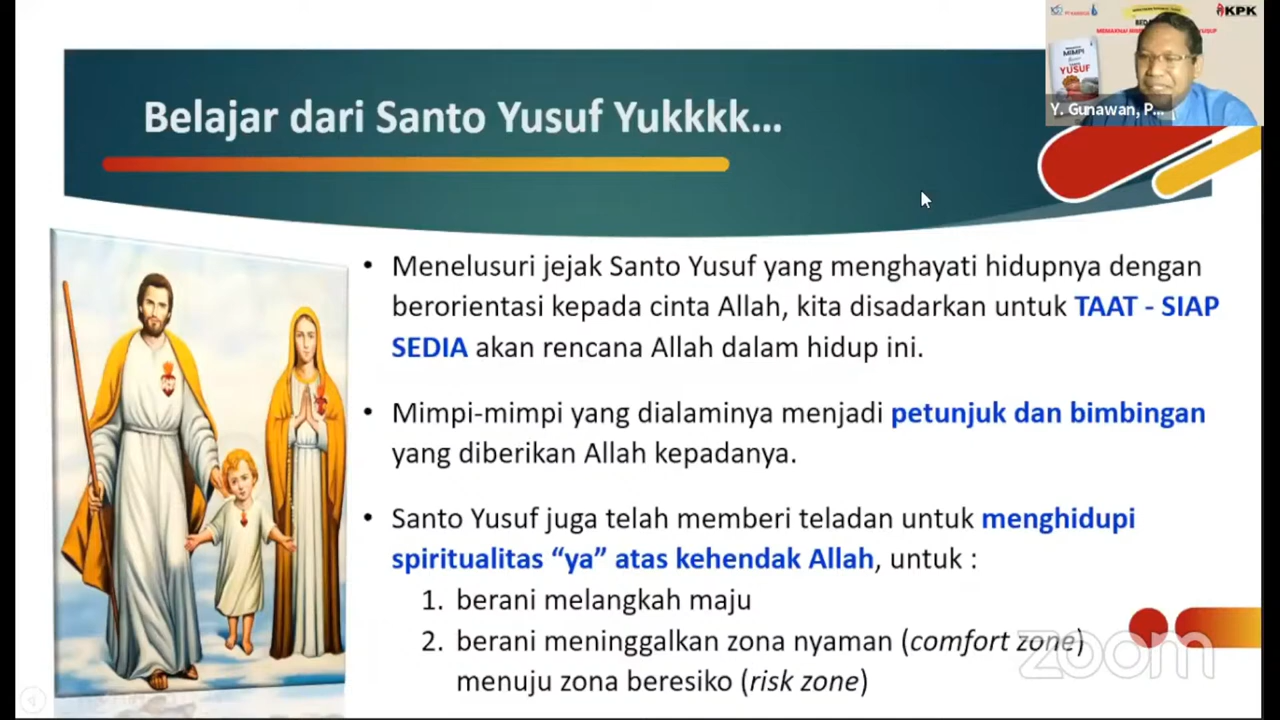 KPK
MIMPI
YUSUF
Y. Gunawan, P...
Belajar dari Santo Yusuf Yukkkk...
• Menelusuri jejak Santo Yusuf yang menghayati hidupnya dengan
berorientasi kepada cinta Allah, kita disadarkan untuk TAAT - SIAP
SEDIA akan rencana Allah dalam hidup ini.
• Mimpi-mimpi yang dialaminya menjadi petunjuk dan bimbingan
yang diberikan Allah kepadanya.
• Santo Yusuf juga telah memberi teladan untuk menghidupi
spiritualitas “ya” atas kehendak Allah, untuk :
1. berani melangkah maju
2. berani meninggalkan zona nyaman (comfort zone)
menuju zona beresiko (risk zone)
zoom